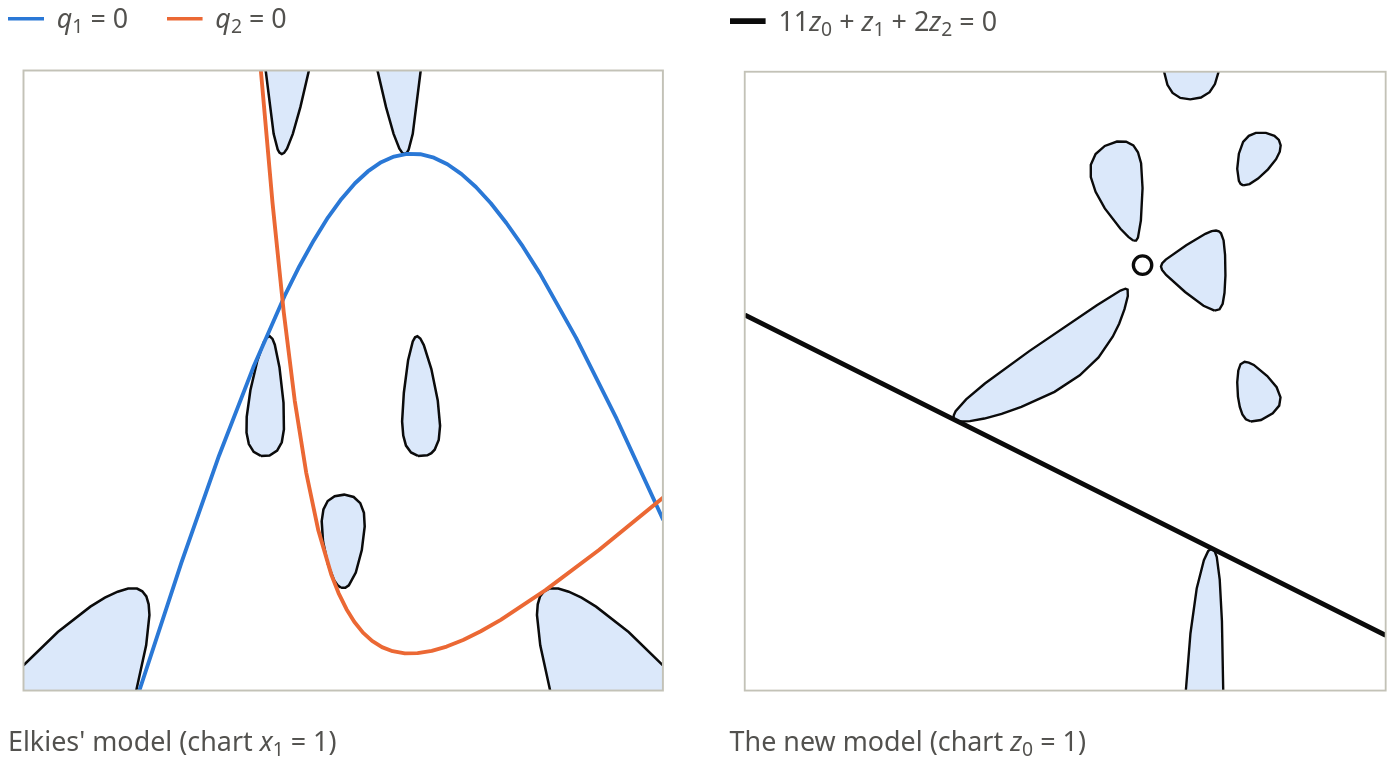 q₁ = 0 q₂ = 0
11z₀ + z₁ + 2z₂ = 0
Elkies' model (chart x₁ = 1)
The new model (chart z₀ = 1)